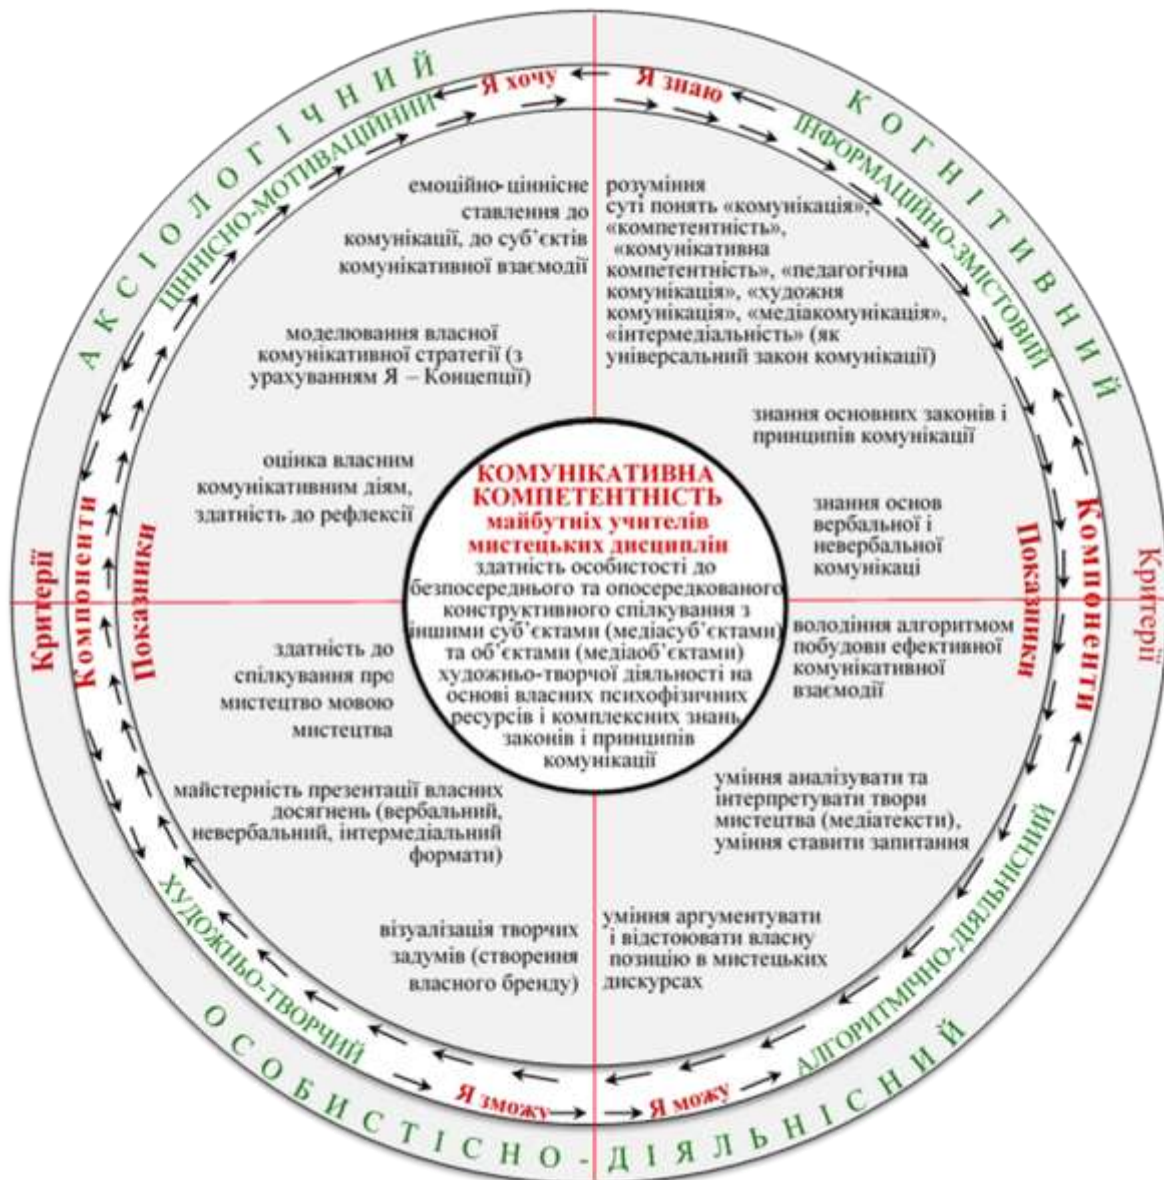 АКСІОЛОГІЧНИЙ
КОГНІТИВНИЙ
Я хочу
Я знаю
ЦІННІСНО-МОТИВАЦІЙНИЙ
ІНФОРМАЦІЙНО-ЗМІСТОВИЙ
емоційно-ціннісне
ставлення до
комунікації, до суб’єктів
комунікативної взаємодії
розуміння
суті понять «комунікація»,
«компетентність»,
«комунікативна
компетентність», «педагогічна
комунікація», «художня
комунікація», «медіакомунікація»,
«інтермедіальність» (як
універсальний закон комунікації)
моделювання власної
комунікативної стратегії (з
урахуванням Я – Концепції)
знання основних законів і
принципів комунікації
оцінка власним
комунікативним діям,
здатність до рефлексії
знання основ
вербальної і
невербальної
комунікаці
Критерії
Компоненти
Показники
КОМУНІКАТИВНА
КОМПЕТЕНТНІСТЬ
майбутніх учителів
мистецьких дисциплін
здатність особистості до
безпосереднього та опосередкованого
конструктивного спілкування з
іншими суб’єктами (медіасуб’єктами)
та об’єктами (медіаоб’єктами)
художньо-творчої діяльності на
основі власних психофізичних
ресурсів і комплексних знань
законів і принципів
комунікації
Показники
Компоненти
Критерії
здатність до
спілкування про
мистецтво мовою
мистецтва
володіння алгоритмом
побудови ефективної
комунікативної
взаємодії
майстерність презентації власних
досягнень (вербальний,
невербальний, інтермедіальний
формати)
уміння аналізувати та
інтерпретувати твори
мистецтва (медіатексти),
уміння ставити запитання
візуалізація творчих
задумів (створення
власного бренду)
уміння аргументувати
і відстоювати власну
позицію в мистецьких
дискурсах
ХУДОЖНЬО-ТВОРЧИЙ
АЛГОРИТМІЧНО-ДІЯЛЬНІСНИЙ
Я зможу
Я можу
ОСОБИСТІСНО-ДІЯЛЬНІСНИЙ